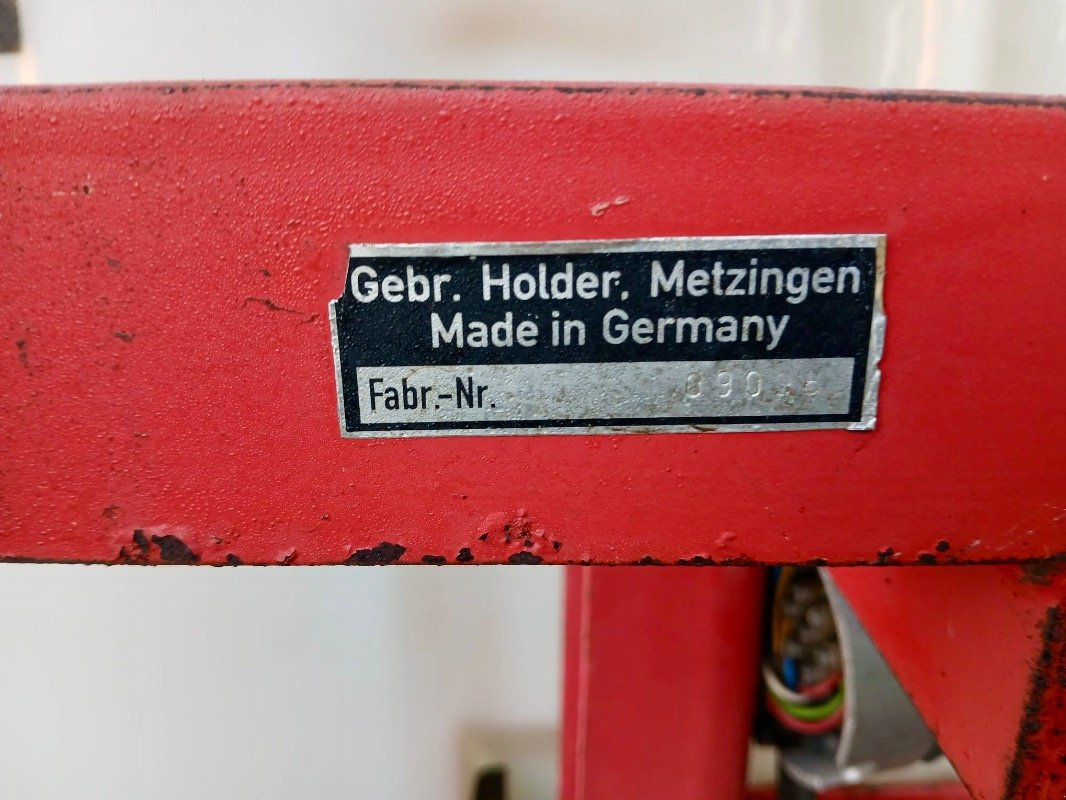 Gebr. Holder, Metzingen
Made in Germany
Fabr.-Nr.